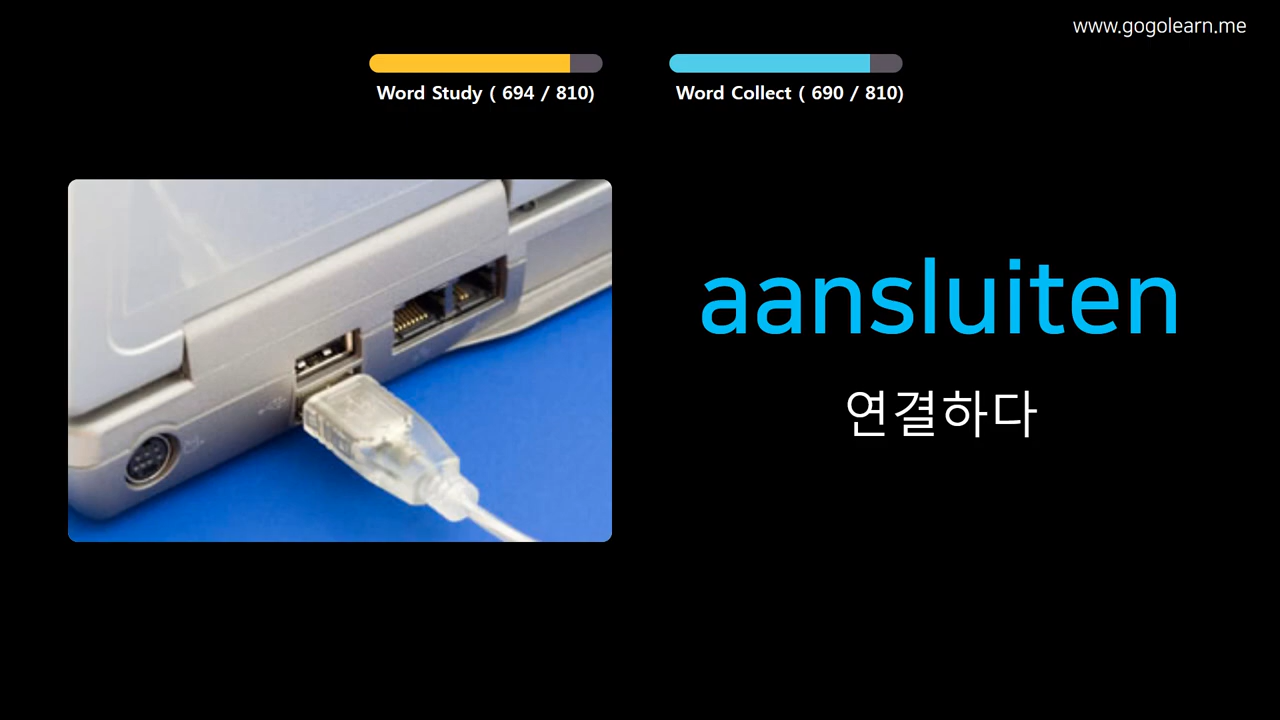 www.gogolearn.me
Word Study ( 694 / 810)
Word Collect ( 690 / 810)
aansluiten
연결하다